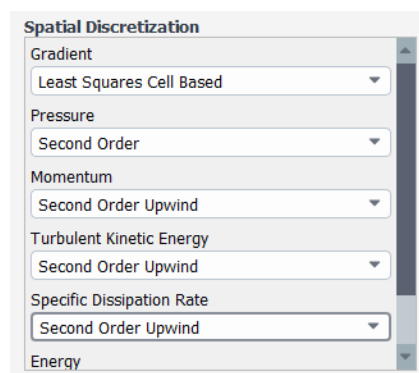 Spatial Discretization
Gradient
Least Squares Cell Based
Pressure
Second Order
Momentum
Second Order Upwind
Turbulent Kinetic Energy
Second Order Upwind
Specific Dissipation Rate
Second Order Upwind
Energy